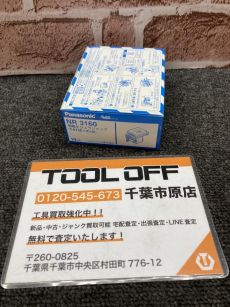 Panasonic
NR 3160
TOOL OFF
0120-545-673 千葉市原店
工具買取強化中！！
新品・中古・ジャンク買取可能 宅配査定・出張査定・LINE査定
無料で査定いたします！
〒260-0825
千葉県千葉市中央区村田町 776-12